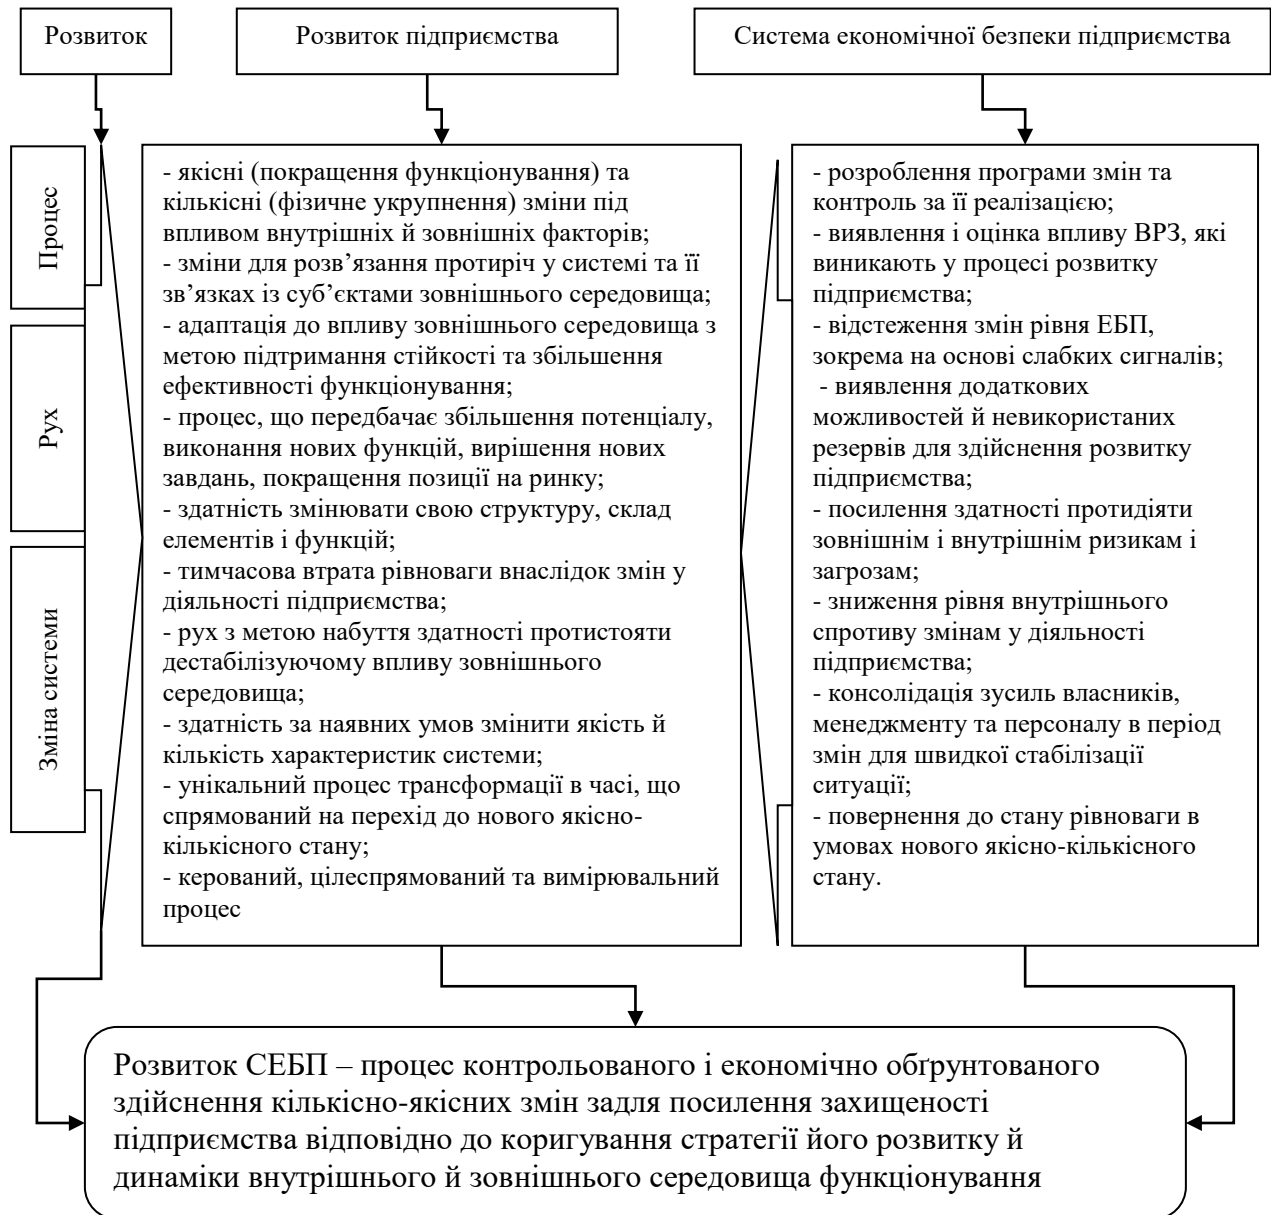 Розвиток
Розвиток підприємства
Система економічної безпеки підприємства
Процес
Рух
Зміна системи
- якісні (покращення функціонування) та
кількісні (фізичне укрупнення) зміни під
впливом внутрішніх й зовнішніх факторів;
- зміни для розв’язання протиріч у системі та її
зв’язках із суб’єктами зовнішнього середовища;
- адаптація до впливу зовнішнього середовища з
метою підтримання стійкості та збільшення
ефективності функціонування;
- процес, що передбачає збільшення потенціалу,
виконання нових функцій, вирішення нових
завдань, покращення позиції на ринку;
- здатність змінювати свою структуру, склад
елементів і функцій;
- тимчасова втрата рівноваги внаслідок змін у
діяльності підприємства;
- рух з метою набуття здатності протистояти
дестабілізуючому впливу зовнішнього
середовища;
- здатність за наявних умов змінити якість й
кількість характеристик системи;
- унікальний процес трансформації в часі, що
спрямований на перехід до нового якісно-
кількісного стану;
- керований, цілеспрямований та вимірювальний
процес
- розроблення програми змін та
контроль за її реалізацією;
- виявлення і оцінка впливу ВРЗ, які
виникають у процесі розвитку
підприємства;
- відстеження змін рівня ЕБП,
зокрема на основі слабких сигналів;
- виявлення додаткових
можливостей й невикористаних
резервів для здійснення розвитку
підприємства;
- посилення здатності протидіяти
зовнішнім і внутрішнім ризикам і
загрозам;
- зниження рівня внутрішнього
спротиву змінам у діяльності
підприємства;
- консолідація зусиль власників,
менеджменту та персоналу в період
змін для швидкої стабілізації
ситуації;
- повернення до стану рівноваги в
умовах нового якісно-кількісного
стану.
Розвиток СЕБП – процес контрольованого і економічно обґрунтованого
здійснення кількісно-якісних змін задля посилення захищеності
підприємства відповідно до коригування стратегії його розвитку й
динаміки внутрішнього й зовнішнього середовища функціонування